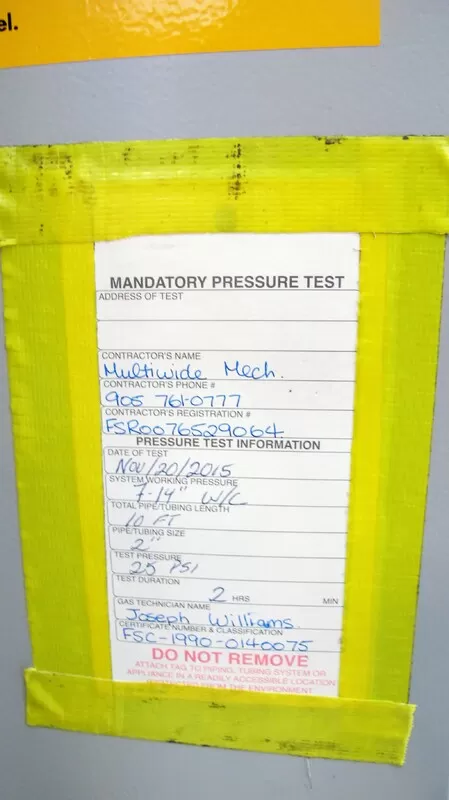 el.
MANDATORY PRESSURE TEST
ADDRESS OF TEST
CONTRACTOR'S NAME
Multiwide Mech.
CONTRACTOR'S PHONE #
905 761-0777
CONTRACTOR'S REGISTRATION #
FSR0076529064
PRESSURE TEST INFORMATION
DATE OF TEST
Nov/20/2015
SYSTEM WORKING PRESSURE
7-14" W/C
TOTAL PIPE/TUBING LENGTH
10 FT
PIPE/TUBING SIZE
2"
TEST PRESSURE
25 PSI
TEST DURATION
2 HRS MIN
GAS TECHNICIAN NAME
Joseph Williams.
CERTIFICATE NUMBER & CLASSIFICATION
FSC-1990-0140075
DO NOT REMOVE
ATTACH TAG TO PIPING, TUBING SYSTEM OR
APPLIANCE IN A READILY ACCESSIBLE LOCATION
FROM THE ENVIRONMENT